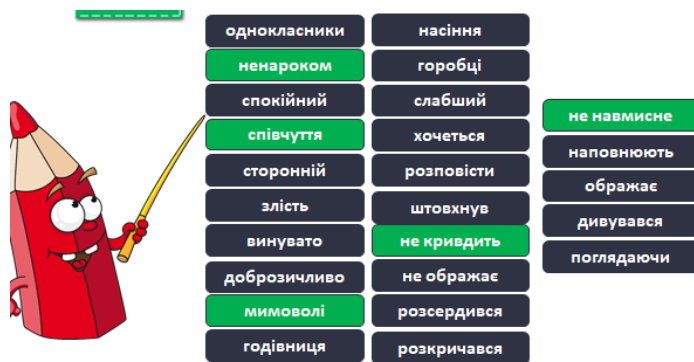 однокласники
ненароком
спокійний
співчуття
сторонній
злість
винувато
доброзичливо
мимоволі
годівниця
насіння
горобці
слабший
хочеться
розповісти
штовхнув
не кривдить
не ображає
розсердився
розкричався
не навмисне
наповнюють
ображає
дивувався
поглядаючи